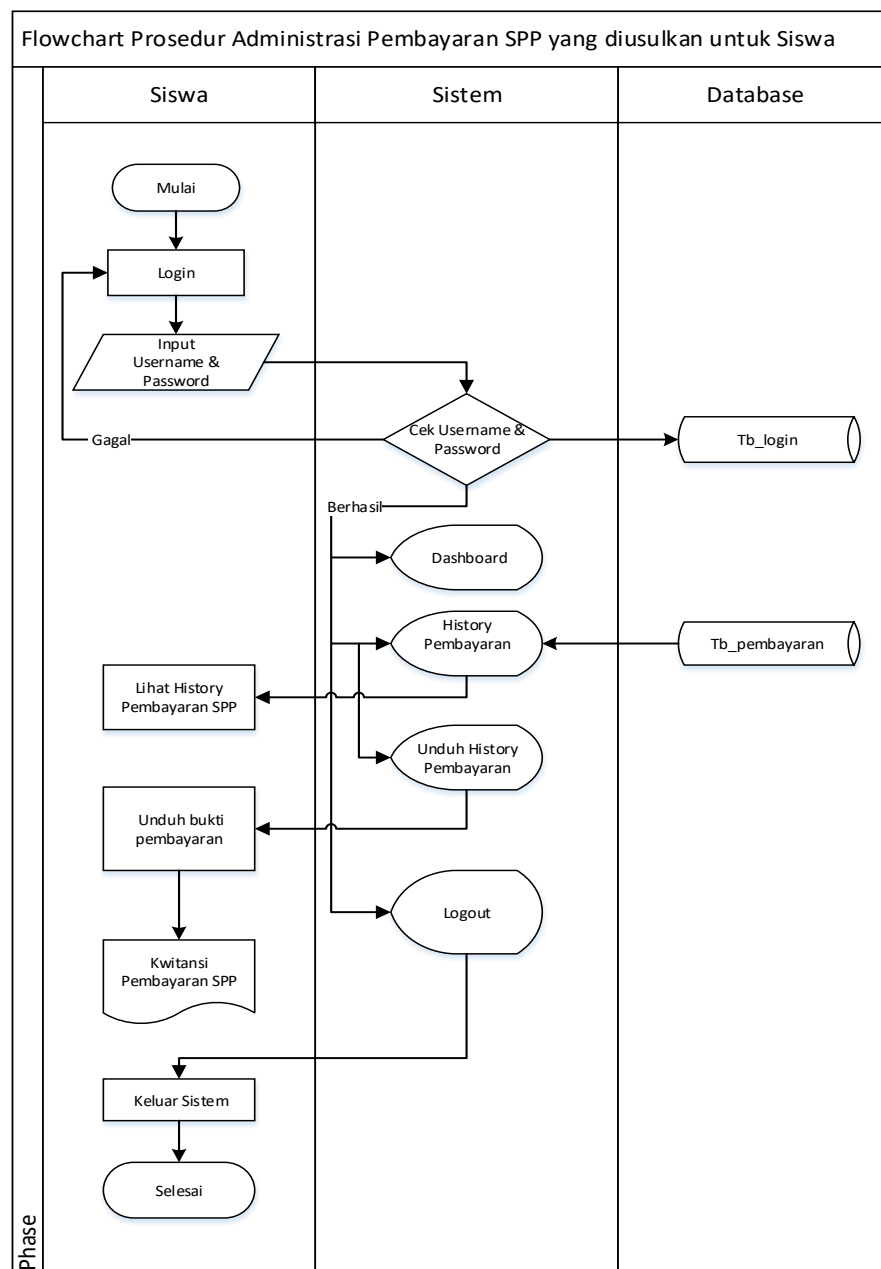 Flowchart Prosedur Administrasi Pembayaran SPP yang diusulkan untuk Siswa
Siswa
Sistem
Database
Mulai
Login
Input
Username &
Password
Cek Username &
Password
Gagal
Tb_login
Berhasil
Dashboard
History
Pembayaran
Tb_pembayaran
Lihat History
Pembayaran SPP
Unduh History
Pembayaran
Unduh bukti
pembayaran
Logout
Kwitansi
Pembayaran SPP
Keluar Sistem
Selesai
Phase